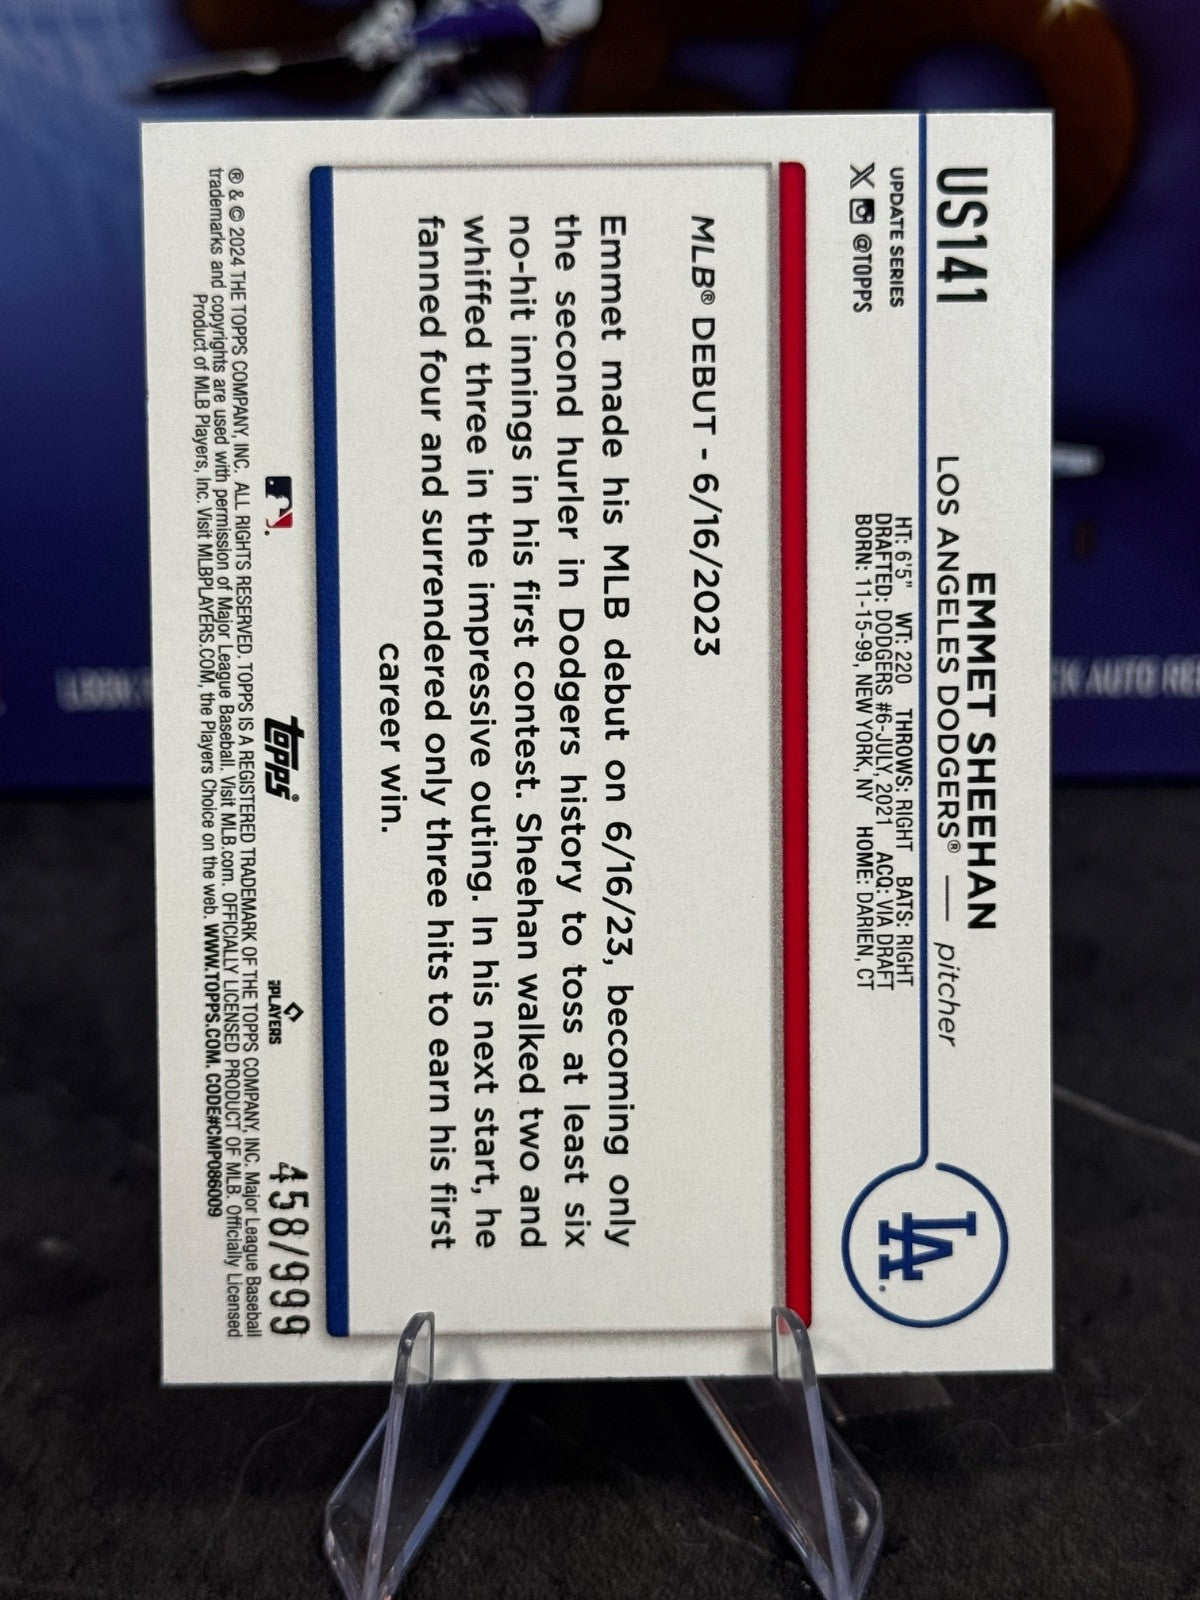 US141
EMMET SHEEHAN
LOS ANGELES DODGERS® — pitcher
UPDATE SERIES
@TOPPS
HT: 6'5" WT: 220 THROWS: RIGHT BATS: RIGHT
DRAFTED: DODGERS #6-JULY, 2021 ACQ: VIA DRAFT
BORN: 11-15-99, NEW YORK, NY HOME: DARIEN, CT
LA
MLB® DEBUT - 6/16/2023
Emmet made his MLB debut on 6/16/23, becoming only
the second hurler in Dodgers history to toss at least six
no-hit innings in his first contest. Sheehan walked two and
whiffed three in the impressive outing. In his next start, he
fanned four and surrendered only three hits to earn his first
career win.
topps®
PLAYERS
458/999
® & © 2024 THE TOPPS COMPANY, INC. ALL RIGHTS RESERVED. TOPPS IS A REGISTERED TRADEMARK OF THE TOPPS COMPANY, INC. Major League Baseball
trademarks and copyrights are used with permission of Major League Baseball. Visit MLB.com. OFFICIALLY LICENSED PRODUCT OF MLB. Officially Licensed
Product of MLB Players, Inc. Visit MLBPLAYERS.COM, the Players Choice on the web. WWW.TOPPS.COM. CODE#CMP086009
AUTO